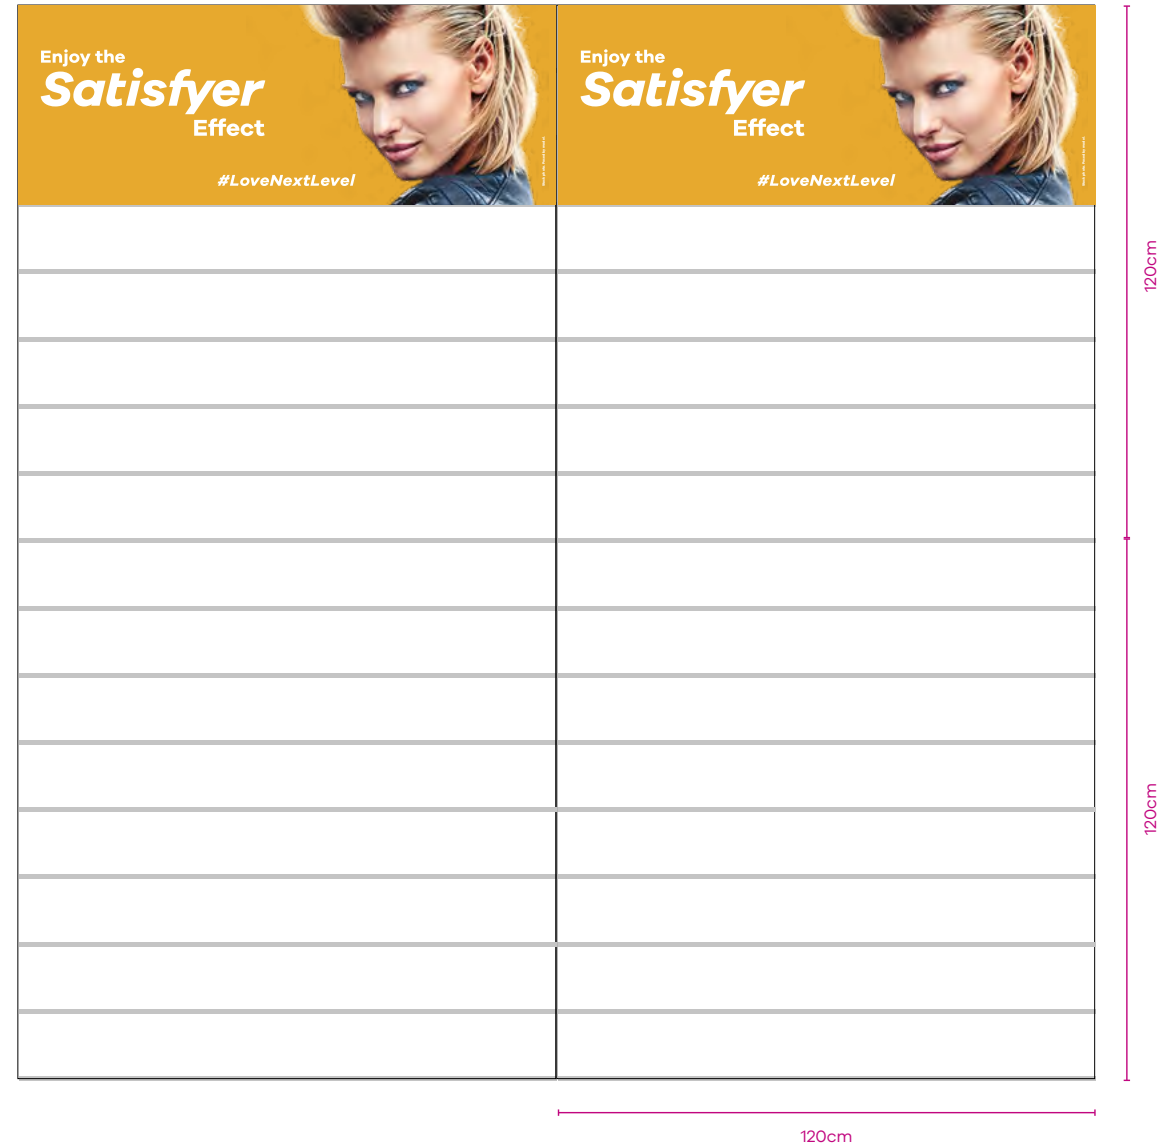 Enjoy the
Satisfyer
Effect
#LoveNextLevel
Enjoy the
Satisfyer
Effect
#LoveNextLevel
120cm
120cm
120cm